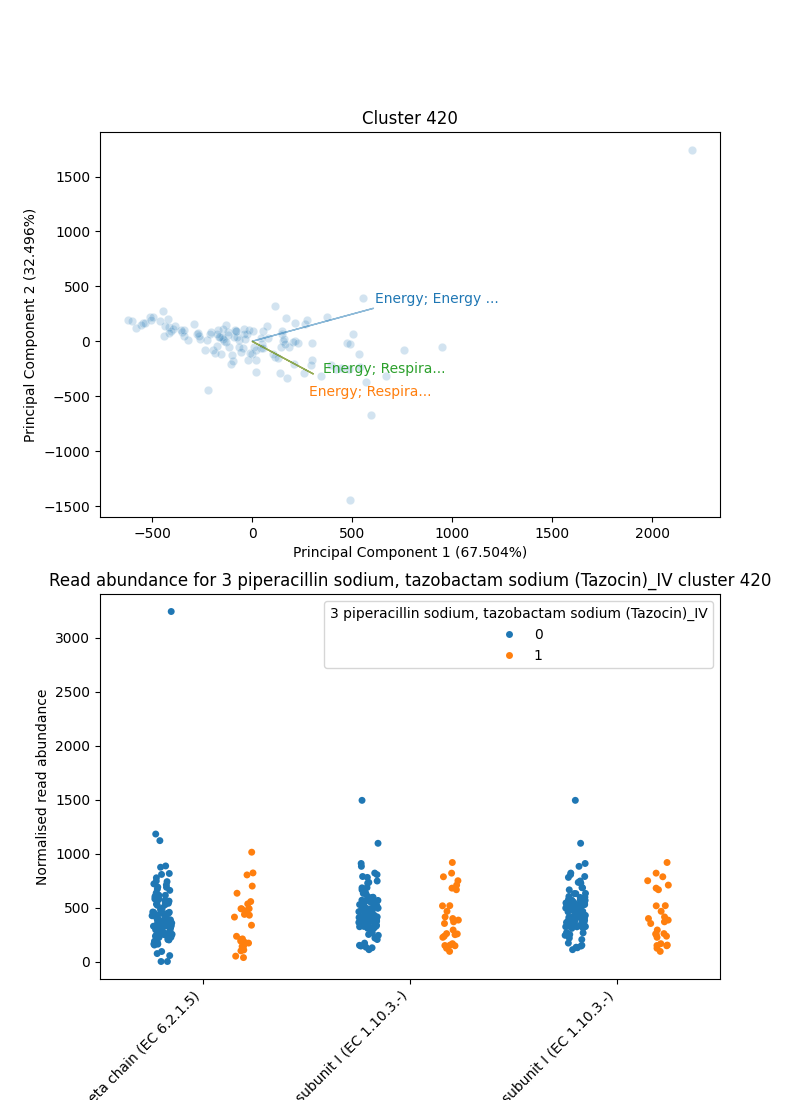 Cluster 420
1500
1000
500
0
−500
−1000
−1500
Principal Component 2 (32.496%)
Energy; Energy ...
Energy; Respira...
Energy; Respira...
−500
0
500
1000
1500
2000
Principal Component 1 (67.504%)
Read abundance for 3 piperacillin sodium, tazobactam sodium (Tazocin)_IV cluster 420
3 piperacillin sodium, tazobactam sodium (Tazocin)_IV
0
1
3000
2500
2000
1500
1000
500
0
Normalised read abundance
chain (EC 6.2.1.5)
subunit I (EC 1.10.3.-)
subunit I (EC 1.10.3.-)